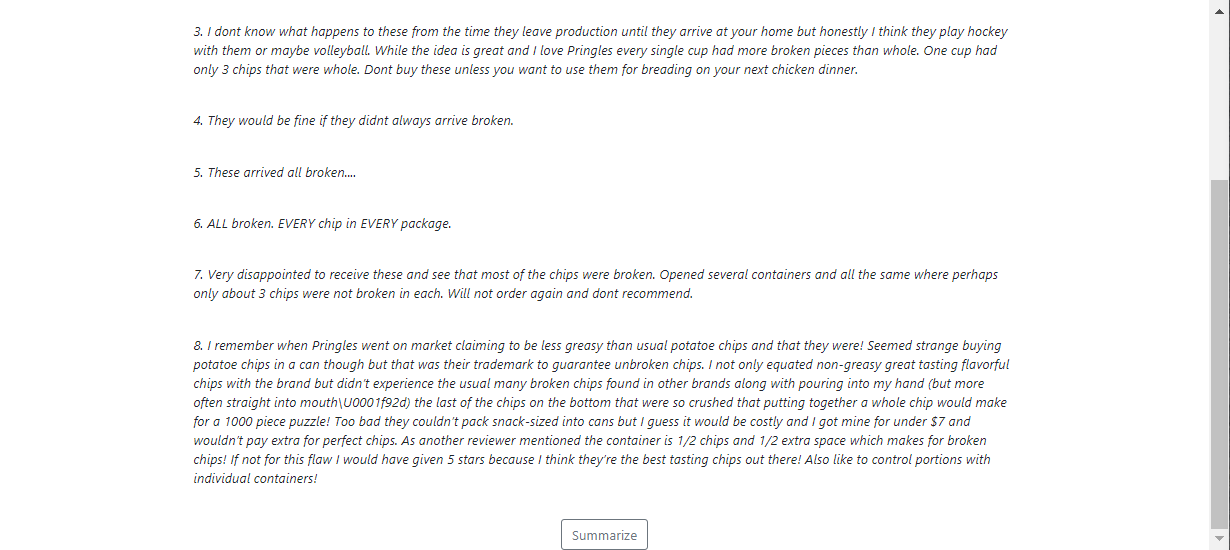 3. I dont know what happens to these from the time they leave production until they arrive at your home but honestly I think they play hockey
with them or maybe volleyball. While the idea is great and I love Pringles every single cup had more broken pieces than whole. One cup had
only 3 chips that were whole. Dont buy these unless you want to use them for breading on your next chicken dinner.
4. They would be fine if they didnt always arrive broken.
5. These arrived all broken....
6. ALL broken. EVERY chip in EVERY package.
7. Very disappointed to receive these and see that most of the chips were broken. Opened several containers and all the same where perhaps
only about 3 chips were not broken in each. Will not order again and dont recommend.
8. I remember when Pringles went on market claiming to be less greasy than usual potatoe chips and that they were! Seemed strange buying
potatoe chips in a can though but that was their trademark to guarantee unbroken chips. I not only equated non-greasy great tasting flavorful
chips with the brand but didn't experience the usual many broken chips found in other brands along with pouring into my hand (but more
often straight into mouth\U0001f92d) the last of the chips on the bottom that were so crushed that putting together a whole chip would make
for a 1000 piece puzzle! Too bad they couldn't pack snack-sized into cans but I guess it would be costly and I got mine for under $7 and
wouldn't pay extra for perfect chips. As another reviewer mentioned the container is 1/2 chips and 1/2 extra space which makes for broken
chips! If not for this flaw I would have given 5 stars because I think they're the best tasting chips out there! Also like to control portions with
individual containers!
Summarize